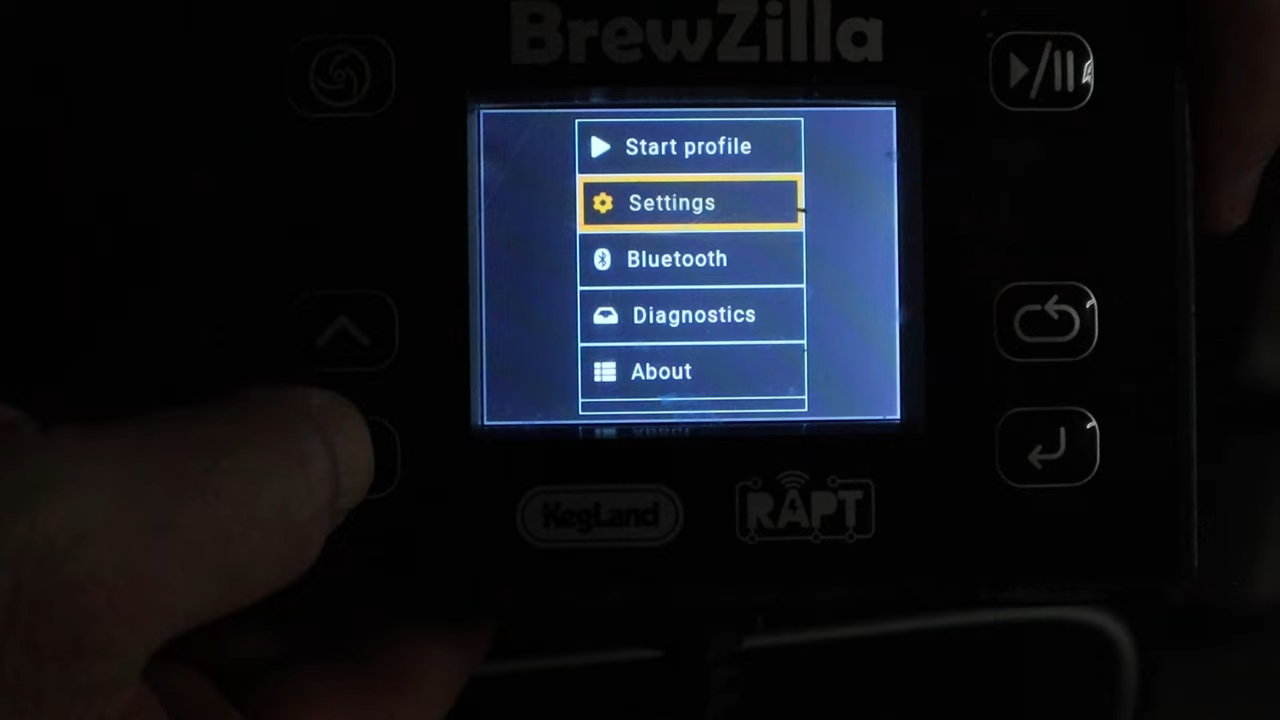 BrewZilla
Start profile
Settings
Bluetooth
Diagnostics
About
KegLand
RAPT